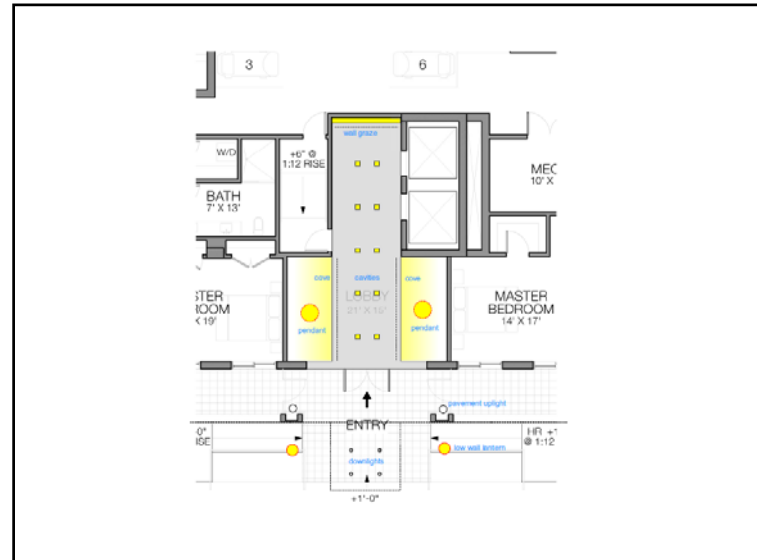 3
6
wall graze
W/D
+6" @
1:12 RISE
MEC
10' X
BATH
7' X 13'
cove
cavities
cove
STER
ROOM
X 19'
LOBBY
MASTER
BEDROOM
14' X 17'
pendant
pendant
pavement uplight
ENTRY
-0"
RISE
HR +1
@ 1:12
low wall lantern
downlights
+1'-0"